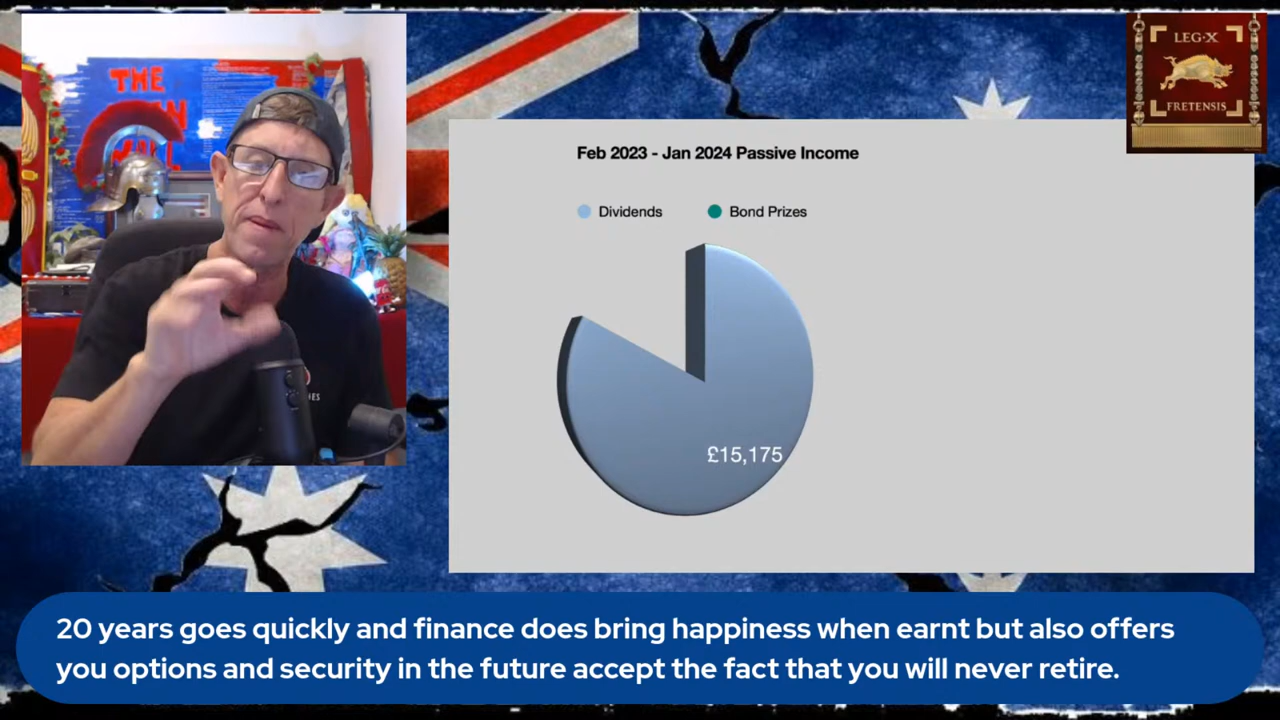 THE
LEG·X
FRETENSIS
Feb 2023 - Jan 2024 Passive Income
Dividends Bond Prizes
£15,175
20 years goes quickly and finance does bring happiness when earnt but also offers
you options and security in the future accept the fact that you will never retire.